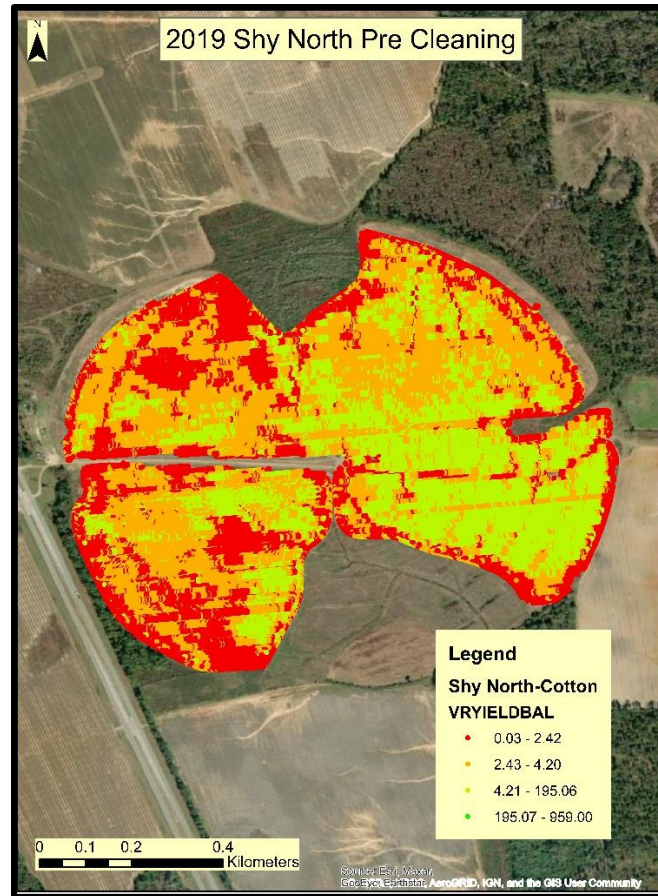 2019 Shy North Pre Cleaning
N
Legend
Shy North-Cotton
VRYIELDBAL
0.03 - 2.42
2.43 - 4.20
4.21 - 195.06
195.07 - 959.00
0 0.1 0.2 0.4
Kilometers
Source: Esri, Maxar,
GeoEye, Earthstar, AeroGRID, IGN, and the GIS User Community